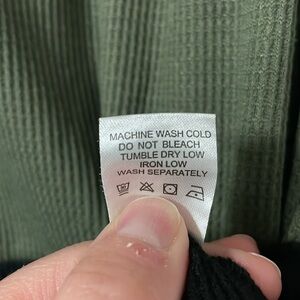 MACHINE WASH COLD
DO NOT BLEACH
TUMBLE DRY LOW
IRON LOW
WASH SEPARATELY